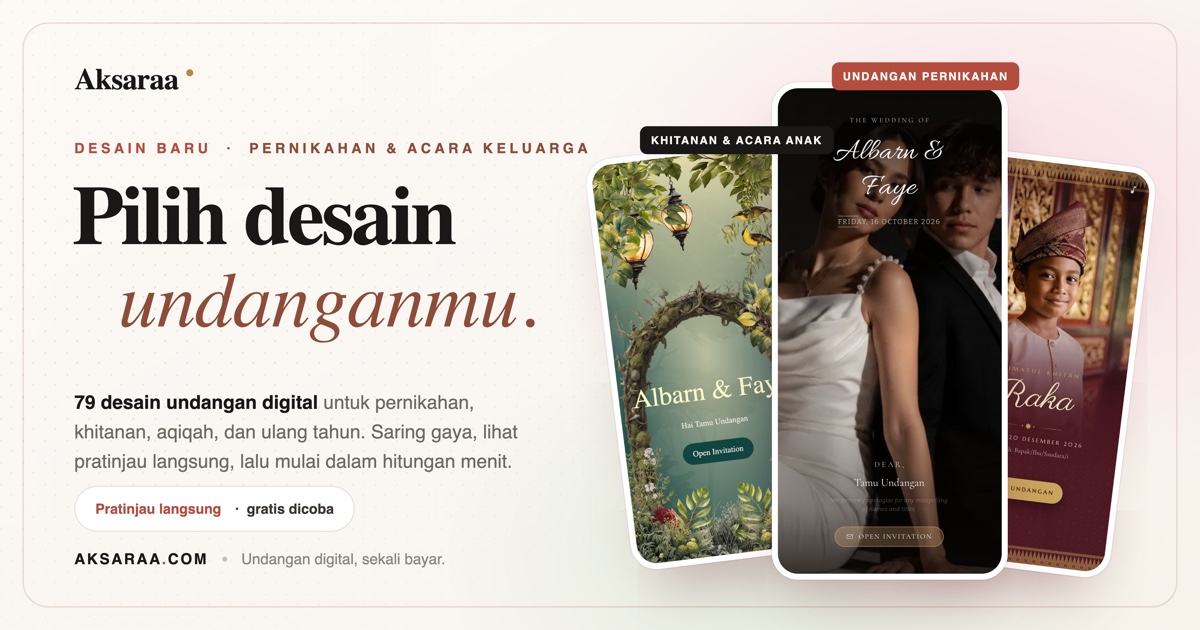 Aksaraa
DESAIN BARU · PERNIKAHAN & ACARA KELUARGA
Pilih desain
undanganmu.
79 desain undangan digital untuk pernikahan,
khitanan, aqiqah, dan ulang tahun. Saring gaya, lihat
pratinjau langsung, lalu mulai dalam hitungan menit.
Pratinjau langsung · gratis dicoba
AKSARAA.COM • Undangan digital, sekali bayar.
KHITANAN & ACARA ANAK
Albarn & Fay
Hai Tamu Undangan
Open Invitation
UNDANGAN PERNIKAHAN
THE WEDDING OF
Albarn &
Faye
FRIDAY, 16 OCTOBER 2026
DEAR,
Tamu Undangan
OPEN INVITATION
Raka
20 DESEMBER 2026
Bapak/Ibu/Saudara/i
UNDANGAN